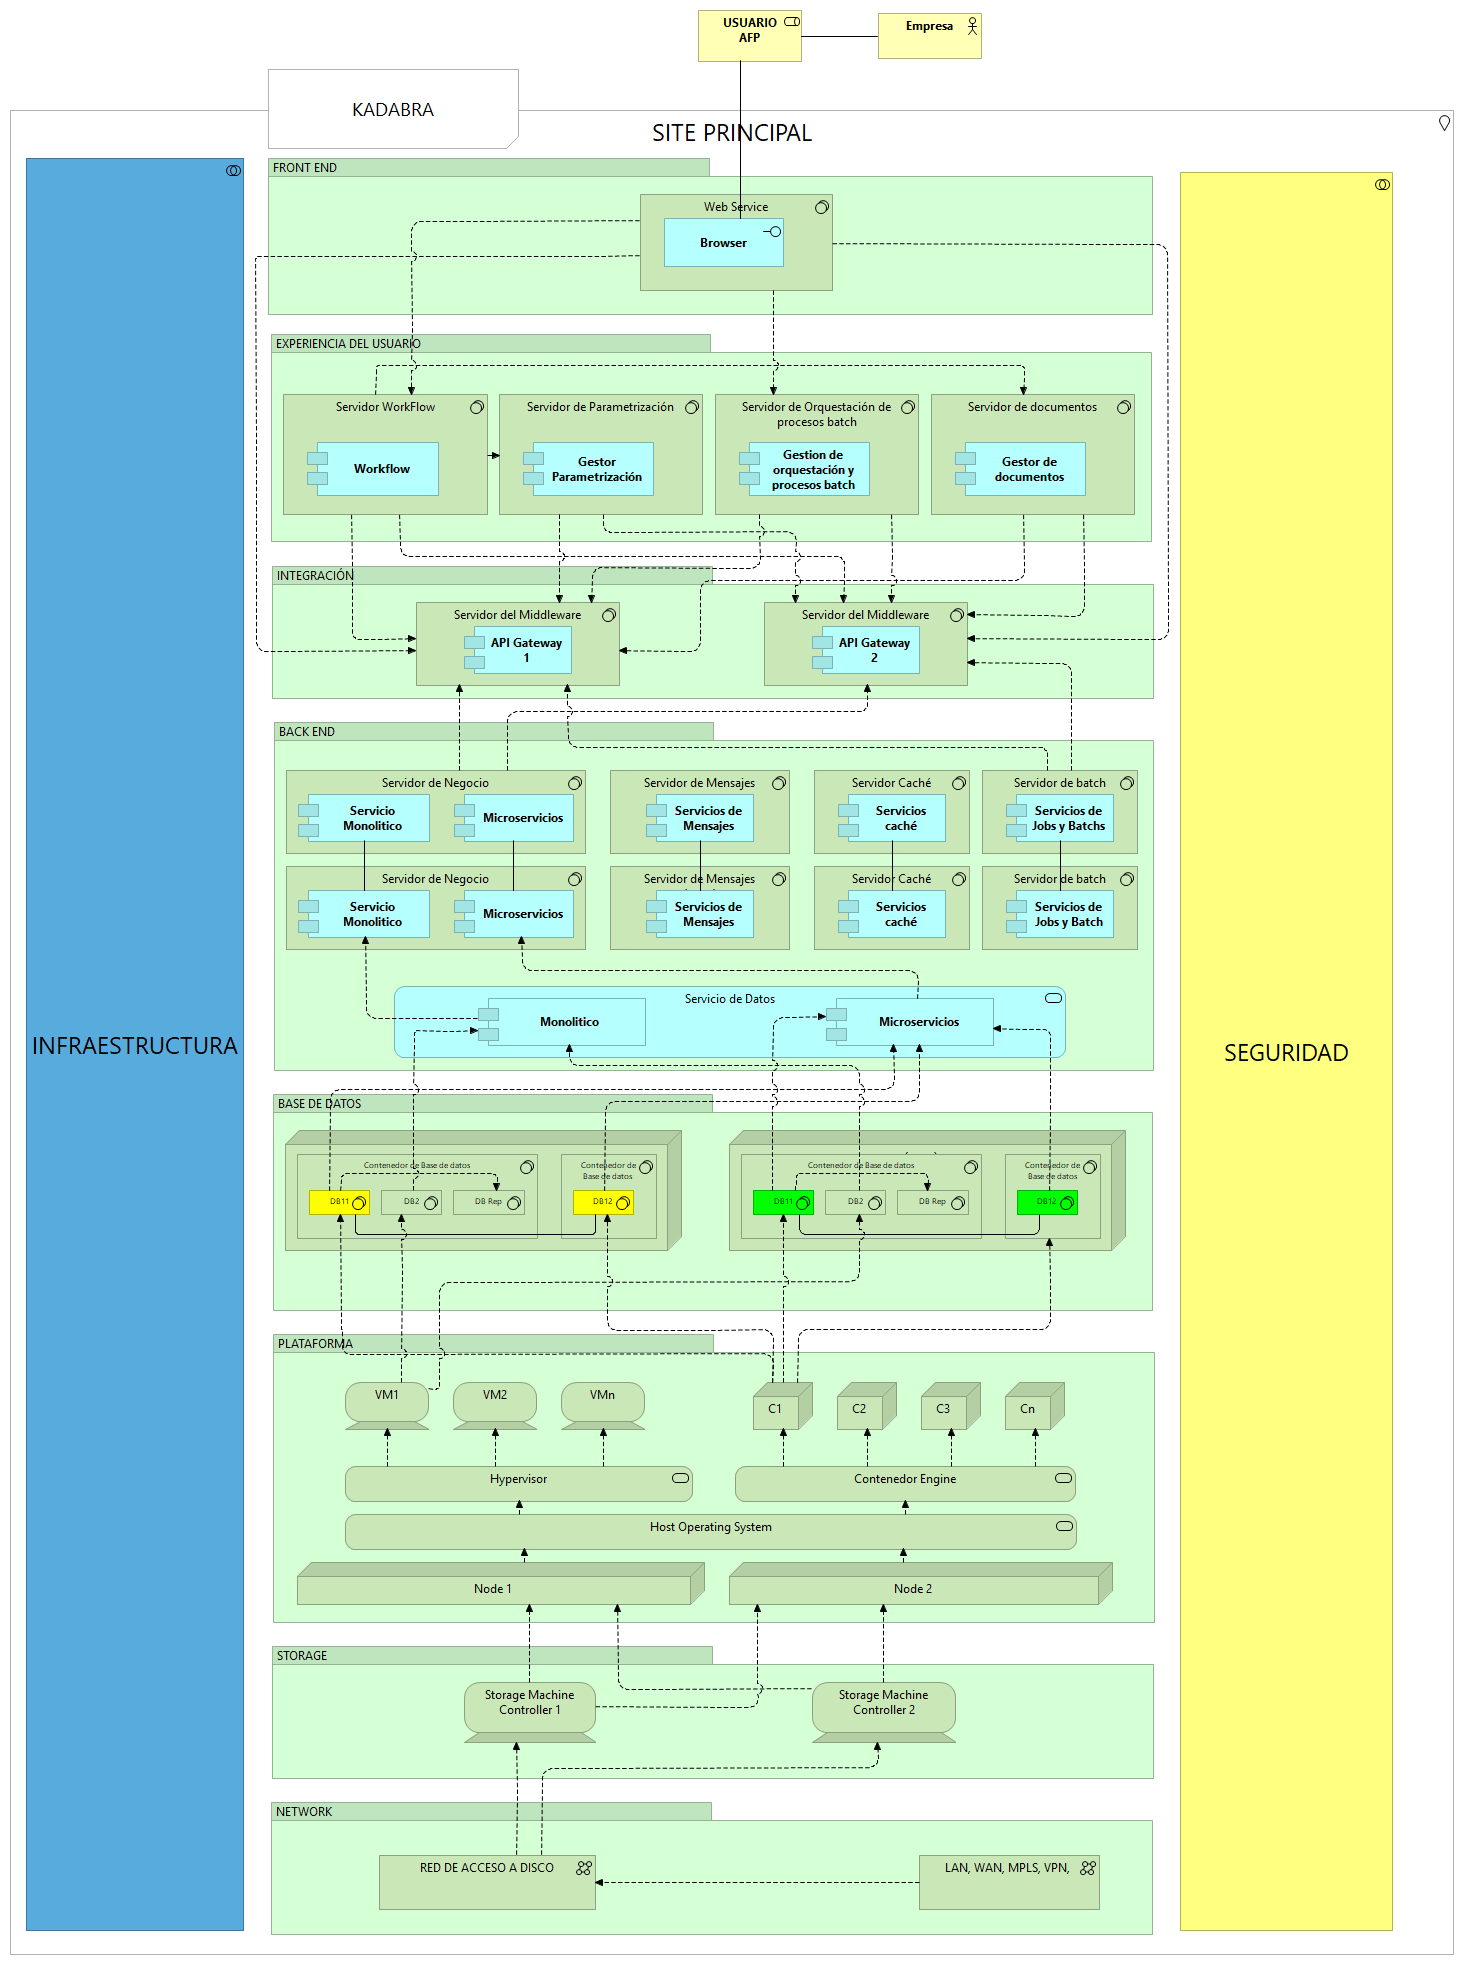 USUARIO
AFP
Empresa
KADABRA
SITE PRINCIPAL
INFRAESTRUCTURA
SEGURIDAD
FRONT END
Web Service
Browser
EXPERIENCIA DEL USUARIO
Servidor WorkFlow
Workflow
Servidor de Parametrización
Gestor
Parametrización
Servidor de Orquestación de
procesos batch
Gestion de
orquestación y
procesos batch
Servidor de documentos
Gestor de
documentos
INTEGRACIÓN
Servidor del Middleware
API Gateway
1
Servidor del Middleware
API Gateway
2
BACK END
Servidor de Negocio
Servicio
Monolitico
Microservicios
Servidor de Mensajes
Servicios de
Mensajes
Servidor Caché
Servicios
caché
Servidor de batch
Servicios de
Jobs y Batchs
Servidor de Negocio
Servicio
Monolitico
Microservicios
Servidor de Mensajes
Servicios de
Mensajes
Servidor Caché
Servicios
caché
Servidor de batch
Servicios de
Jobs y Batch
Servicio de Datos
Monolitico
Microservicios
BASE DE DATOS
Contenedor de Base de datos
DB11
DB2
DB Rep
Contenedor de
Base de datos
DB12
Contenedor de Base de datos
DB11
DB2
DB Rep
Contenedor de
Base de datos
DB12
PLATAFORMA
VM1
VM2
VMn
C1
C2
C3
Cn
Hypervisor
Contenedor Engine
Host Operating System
Node 1
Node 2
STORAGE
Storage Machine
Controller 1
Storage Machine
Controller 2
NETWORK
RED DE ACCESO A DISCO
LAN, WAN, MPLS, VPN,